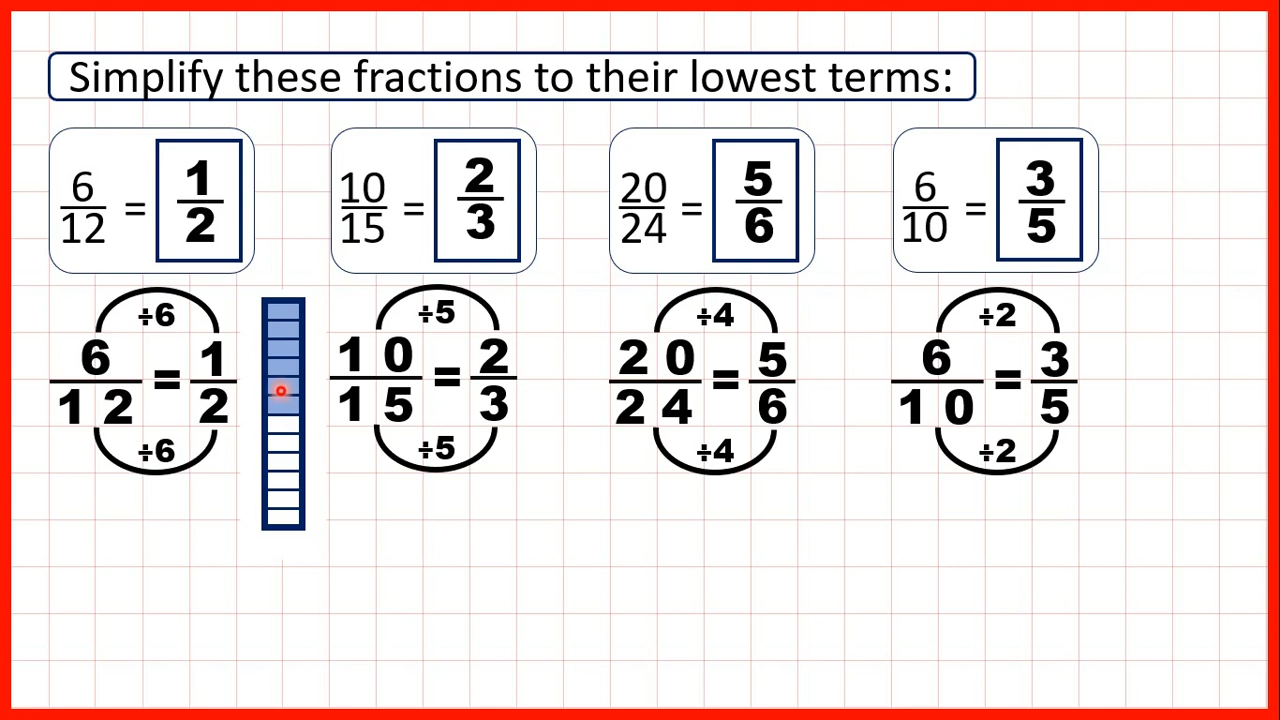 Simplify these fractions to their lowest terms:
6/12 = 1/2
10/15 = 2/3
20/24 = 5/6
6/10 = 3/5
÷6
6/12 = 1/2
÷6
÷5
10/15 = 2/3
÷5
÷4
20/24 = 5/6
÷4
÷2
6/10 = 3/5
÷2